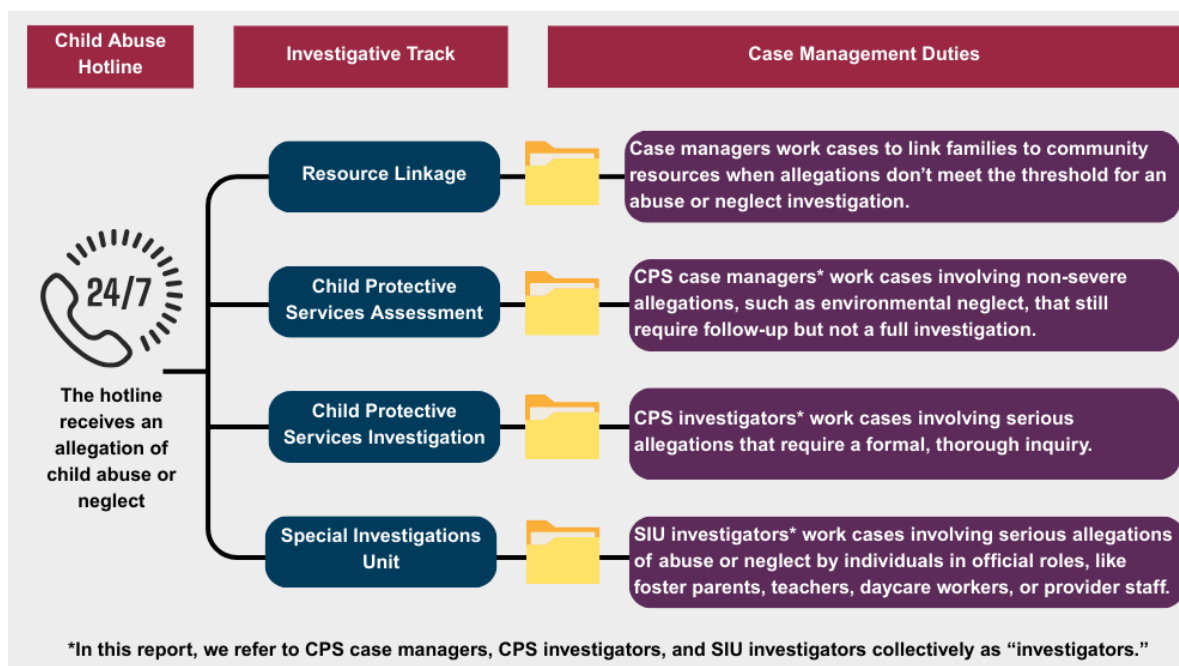 Child Abuse
Hotline
Investigative Track
Case Management Duties
24/7
The hotline
receives an
allegation of
child abuse or
neglect
Resource Linkage
Case managers work cases to link families to community
resources when allegations don’t meet the threshold for an
abuse or neglect investigation.
Child Protective
Services Assessment
CPS case managers* work cases involving non-severe
allegations, such as environmental neglect, that still
require follow-up but not a full investigation.
Child Protective
Services Investigation
CPS investigators* work cases involving serious
allegations that require a formal, thorough inquiry.
Special Investigations
Unit
SIU investigators* work cases involving serious allegations
of abuse or neglect by individuals in official roles, like
foster parents, teachers, daycare workers, or provider staff.
*In this report, we refer to CPS case managers, CPS investigators, and SIU investigators collectively as “investigators.”